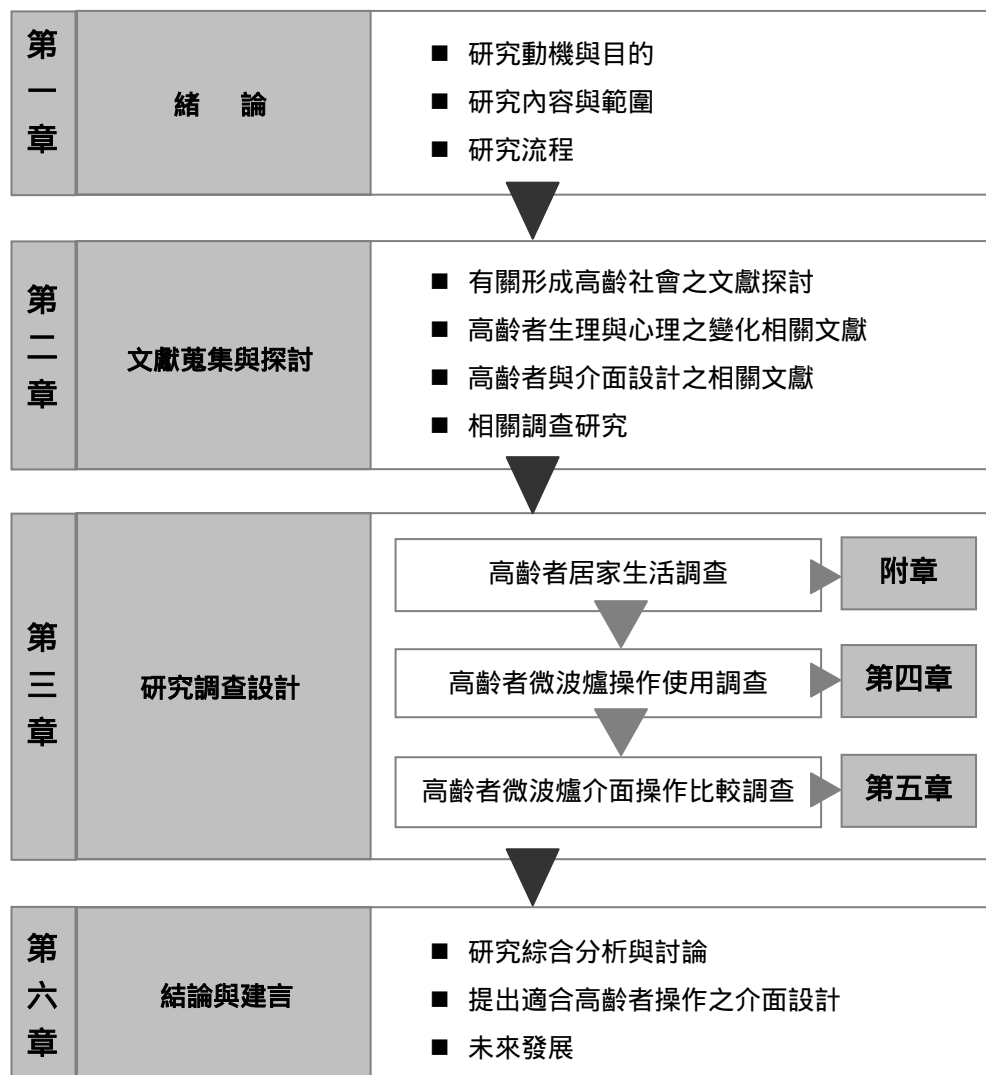 第一章
緒 論
■ 研究動機與目的
■ 研究內容與範圍
■ 研究流程
第二章
文獻蒐集與探討
■ 有關形成高齡社會之文獻探討
■ 高齡者生理與心理之變化相關文獻
■ 高齡者與介面設計之相關文獻
■ 相關調查研究
第三章
研究調查設計
高齡者居家生活調查
附章
高齡者微波爐操作使用調查
第四章
高齡者微波爐介面操作比較調查
第五章
第六章
結論與建言
■ 研究綜合分析與討論
■ 提出適合高齡者操作之介面設計
■ 未來發展